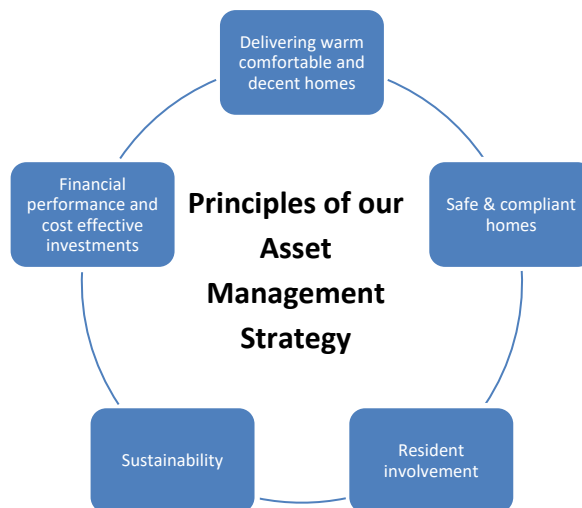 Delivering warm
comfortable and
decent homes
Financial
performance and
cost effective
investments
Principles of our
Asset
Management
Strategy
Safe & compliant
homes
Sustainability
Resident
involvement